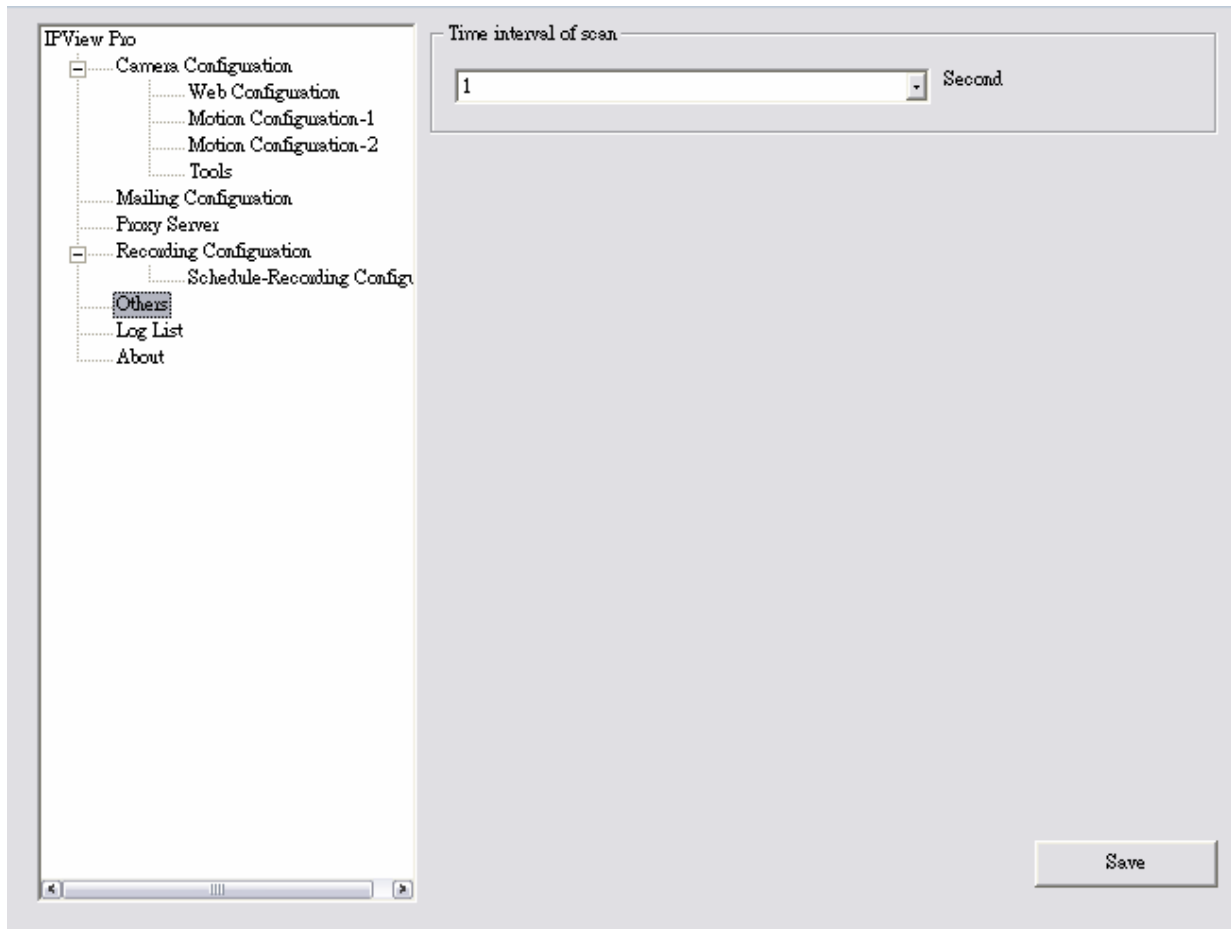 IPView Pro
Camera Configuration
Web Configuration
Motion Configuration-1
Motion Configuration-2
Tools
Mailing Configuration
Proxy Server
Recording Configuration
Schedule-Recording Configu
Others
Log List
About
Time interval of scan
1
Second
Save